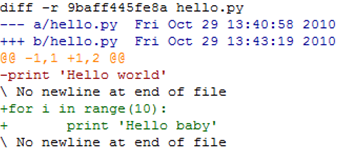 diff -r 9baff445fe8a hello.py
--- a/hello.py  Fri Oct 29 13:40:58 2010
+++ b/hello.py  Fri Oct 29 13:43:19 2010
@@ -1,1 +1,2 @@
-print 'Hello world'
\ No newline at end of file
+for i in range(10):
+       print 'Hello baby'
\ No newline at end of file